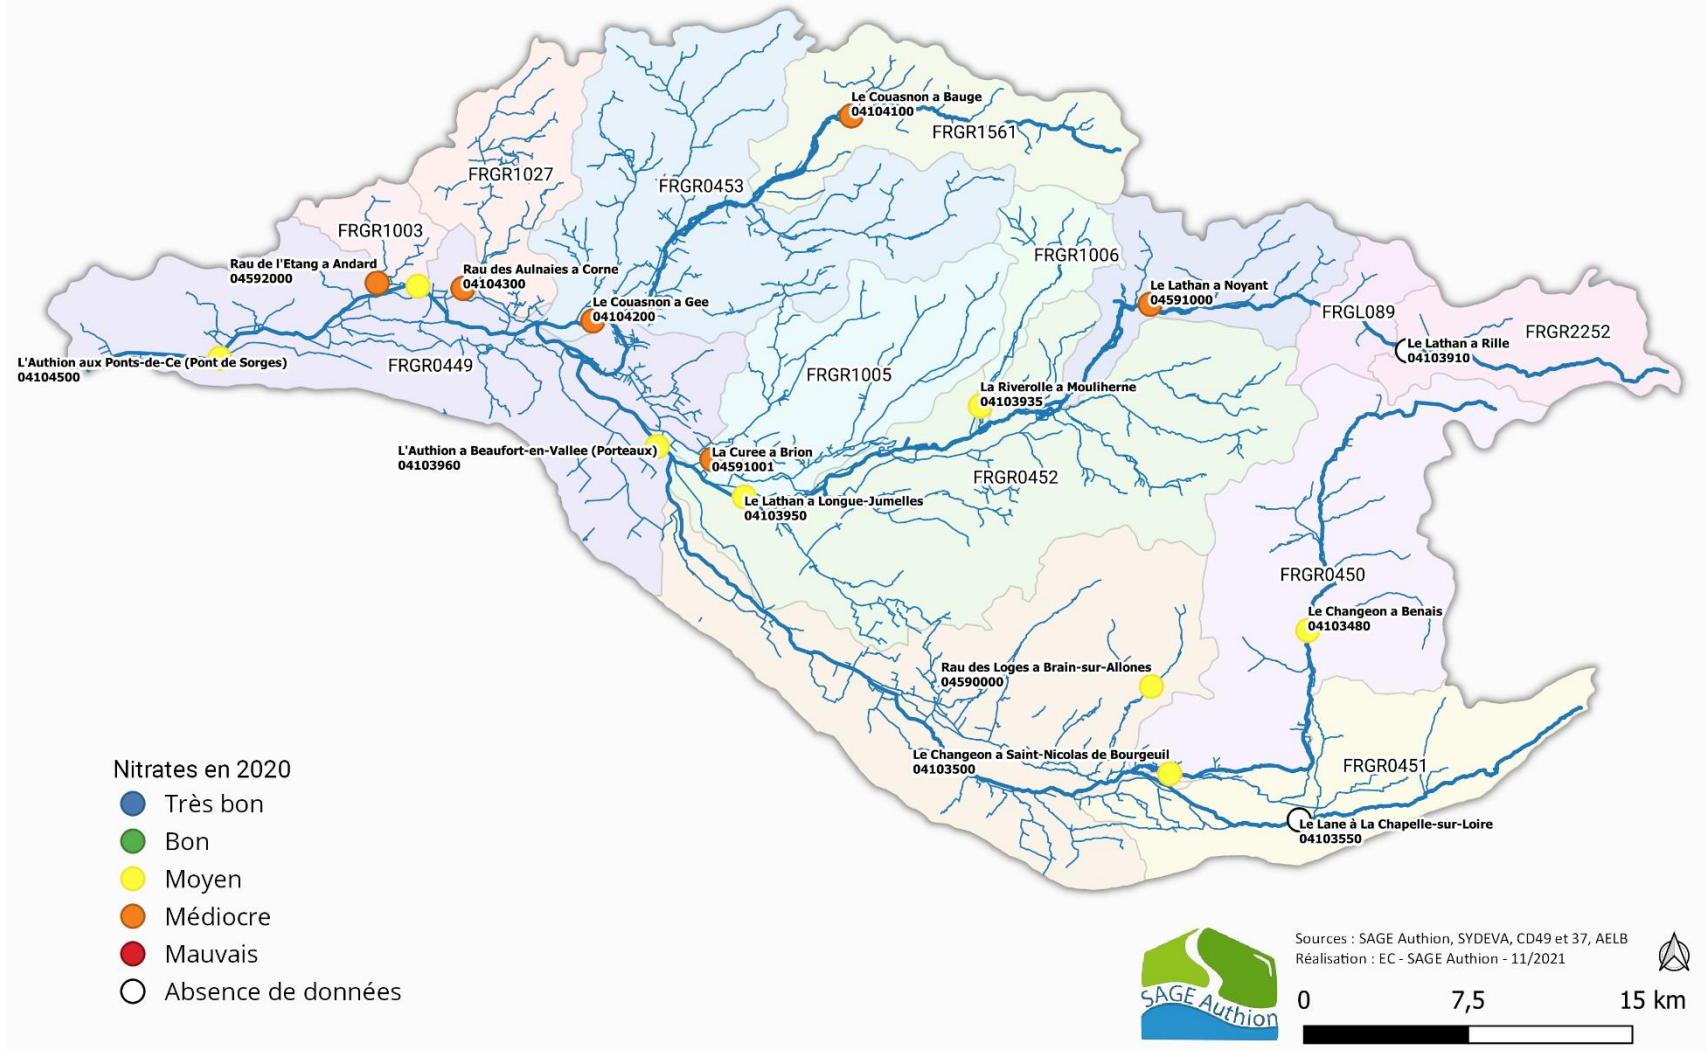 Le Couasnon a Bauge
04104100
FRGR1561
FRGR1027
FRGR0453
FRGR1003
FRGR1006
Rau de l'Etang a Andard
04592000
Rau des Aulnaies a Corne
04104300
Le Couasnon a Gee
04104200
Le Lathan a Noyant
04591000
FRGL089
FRGR2252
Le Lathan a Rille
04103910
L'Authion aux Ponts-de-Ce (Pont de Sorges)
04104500
FRGR0449
FRGR1005
La Riverolle a Mouliherne
04103935
L'Authion a Beaufort-en-Vallee (Porteaux)
04103960
La Curee a Brion
04591001
FRGR0452
Le Lathan a Longue-Jumelles
04103950
FRGR0450
Le Changeon a Benais
04103480
Rau des Loges a Brain-sur-Allones
04590000
Le Changeon a Saint-Nicolas de Bourgeuil
04103500
FRGR0451
Le Lane à La Chapelle-sur-Loire
04103550
Nitrates en 2020
Très bon
Bon
Moyen
Médiocre
Mauvais
Absence de données
SAGE Authion
Sources : SAGE Authion, SYDEVA, CD49 et 37, AELB
Réalisation : EC - SAGE Authion - 11/2021
0 7,5 15 km